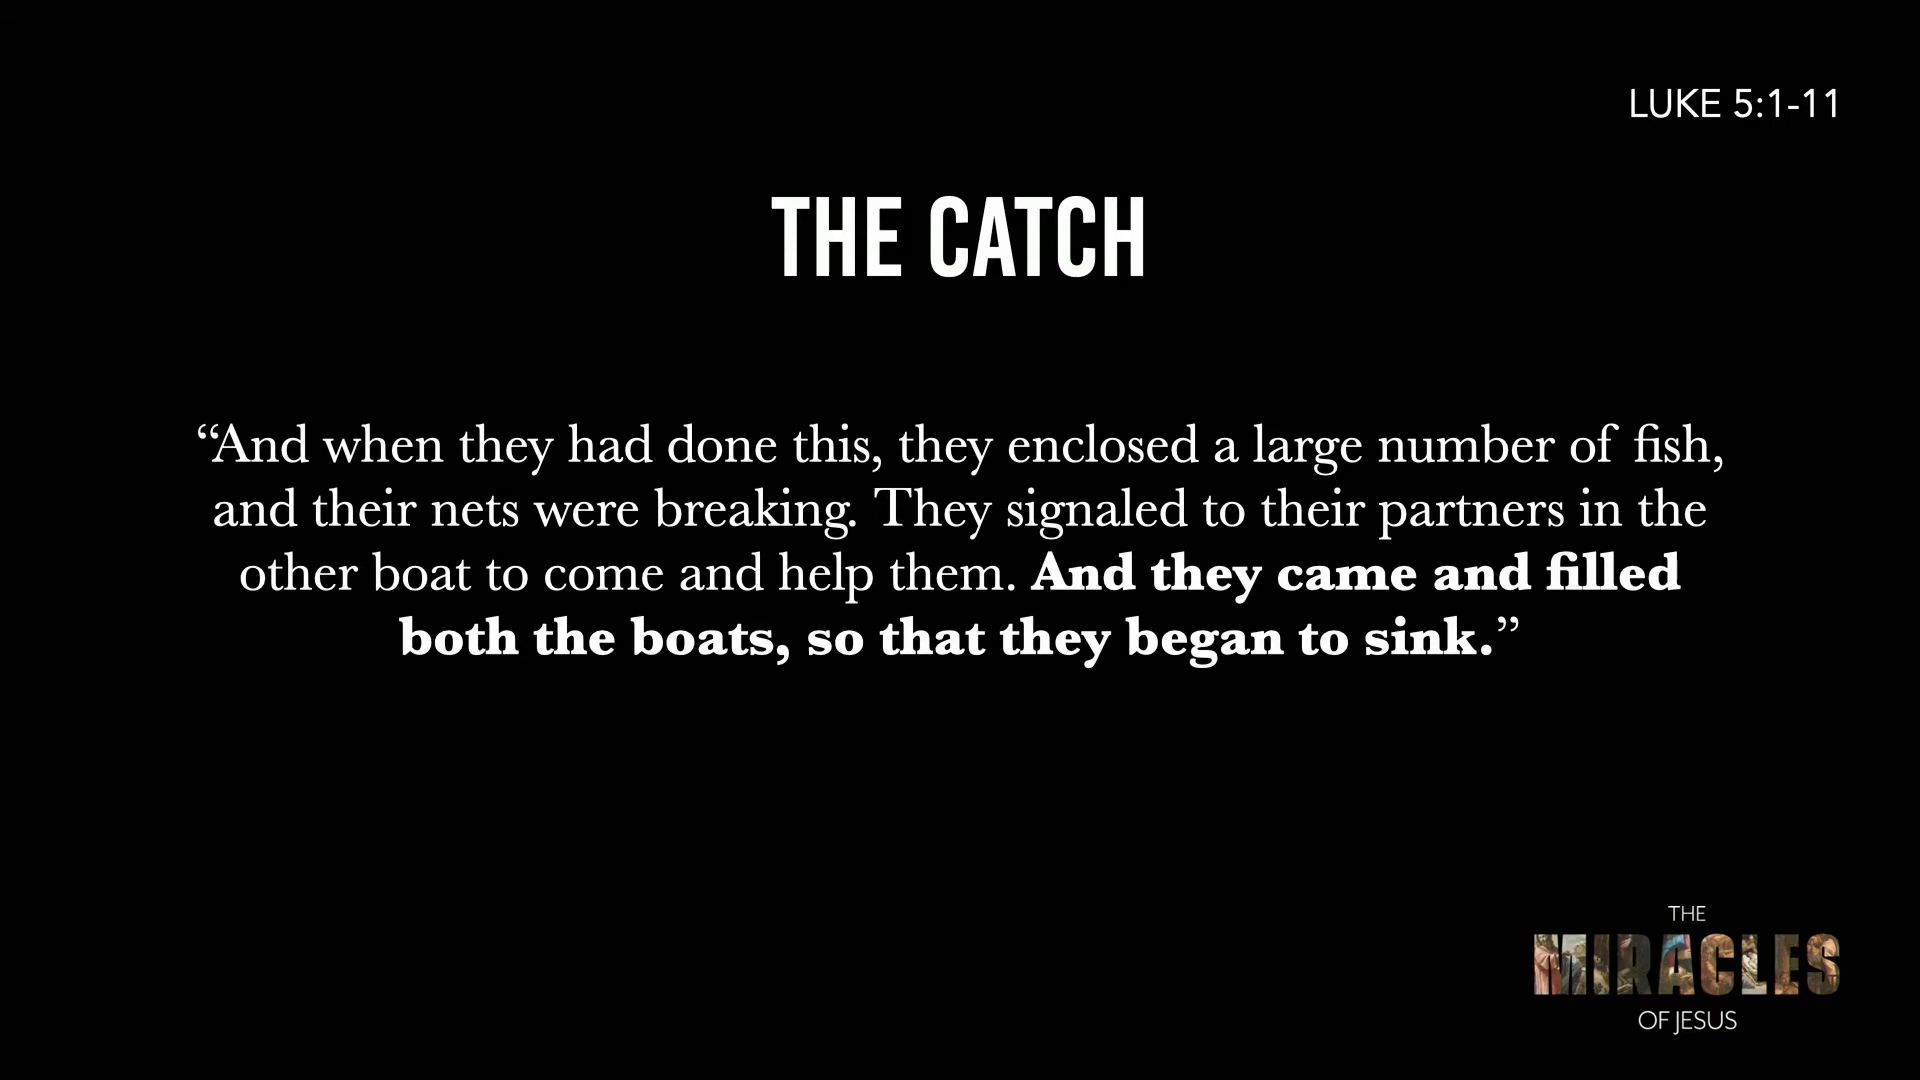 LUKE 5:1-11
THE CATCH
“And when they had done this, they enclosed a large number of fish,
and their nets were breaking. They signaled to their partners in the
other boat to come and help them. And they came and filled
both the boats, so that they began to sink.”
THE
MIRACLES
OF JESUS